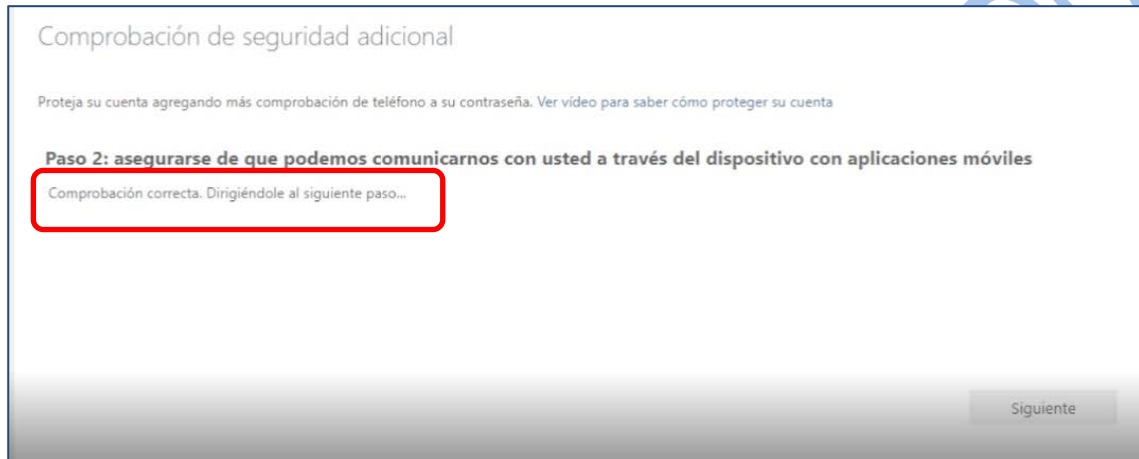 Comprobación de seguridad adicional
Proteja su cuenta agregando más comprobación de teléfono a su contraseña. Ver vídeo para saber cómo proteger su cuenta
Paso 2: asegurarse de que podemos comunicarnos con usted a través del dispositivo con aplicaciones móviles
Comprobación correcta. Dirigiéndole al siguiente paso...
Siguiente